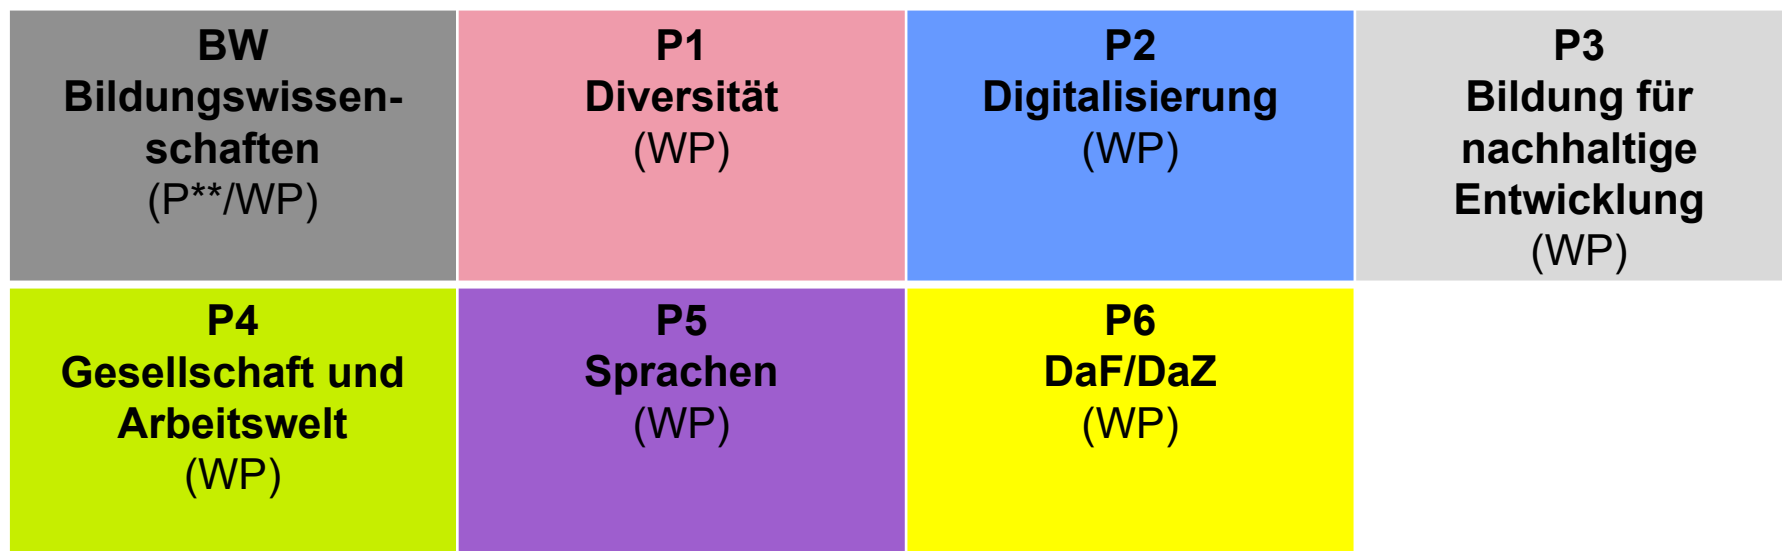 BW
Bildungswissen-
schaften
(P**/WP)
P1
Diversität
(WP)
P2
Digitalisierung
(WP)
P3
Bildung für
nachhaltige
Entwicklung
(WP)
P4
Gesellschaft und
Arbeitswelt
(WP)
P5
Sprachen
(WP)
P6
DaF/DaZ
(WP)